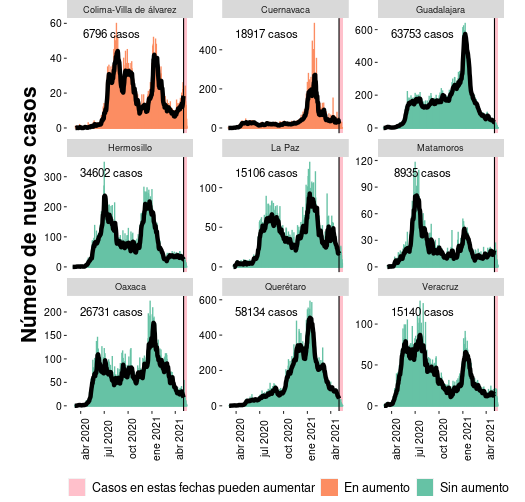 Número de nuevos casos
Colima-Villa de álvarez
Cuernavaca
Guadalajara
6796 casos
18917 casos
63753 casos
60
40
20
0
400
200
0
600
400
200
0
Hermosillo
La Paz
Matamoros
34602 casos
15106 casos
8935 casos
300
200
100
0
100
50
0
120
90
60
30
0
Oaxaca
Querétaro
Veracruz
26731 casos
58134 casos
15140 casos
200
150
100
50
0
600
400
200
0
100
50
0
abr 2020
jul 2020
oct 2020
ene 2021
abr 2021
abr 2020
jul 2020
oct 2020
ene 2021
abr 2021
abr 2020
jul 2020
oct 2020
ene 2021
abr 2021
Casos en estas fechas pueden aumentar
En aumento
Sin aumento